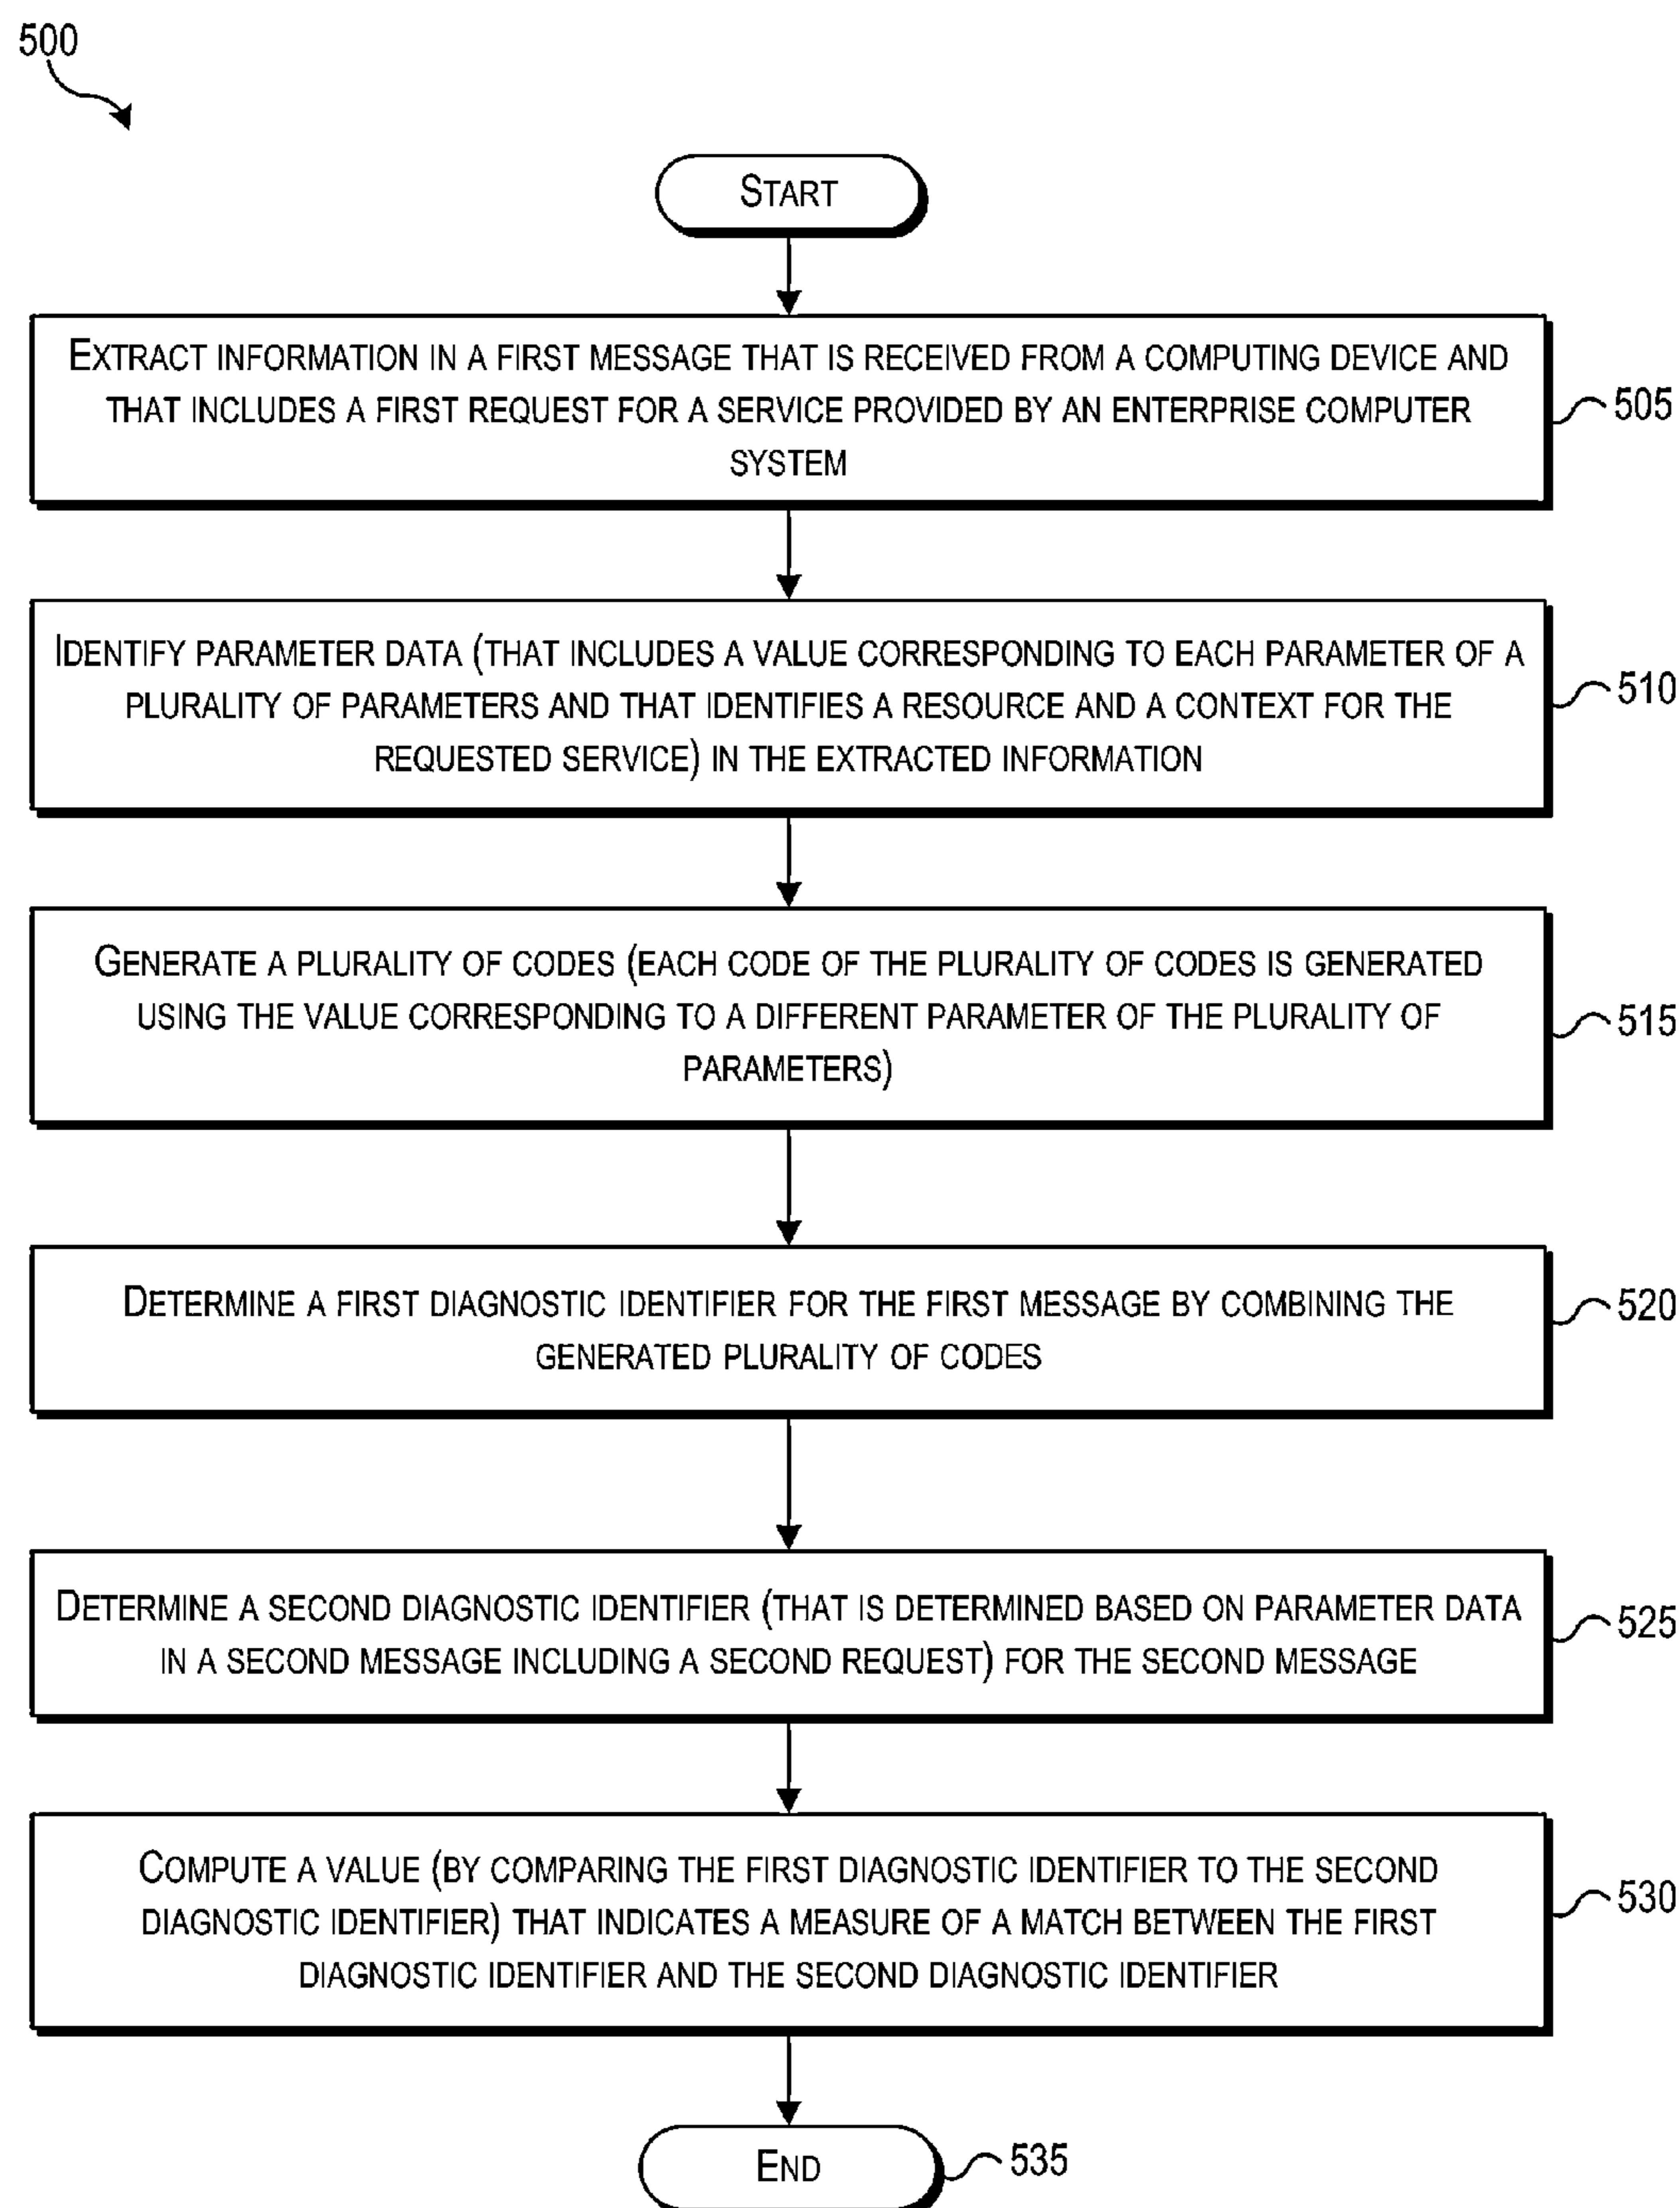 500
START
EXTRACT INFORMATION IN A FIRST MESSAGE THAT IS RECEIVED FROM A COMPUTING DEVICE AND
THAT INCLUDES A FIRST REQUEST FOR A SERVICE PROVIDED BY AN ENTERPRISE COMPUTER
SYSTEM
505
IDENTIFY PARAMETER DATA (THAT INCLUDES A VALUE CORRESPONDING TO EACH PARAMETER OF A
PLURALITY OF PARAMETERS AND THAT IDENTIFIES A RESOURCE AND A CONTEXT FOR THE
REQUESTED SERVICE) IN THE EXTRACTED INFORMATION
510
GENERATE A PLURALITY OF CODES (EACH CODE OF THE PLURALITY OF CODES IS GENERATED
USING THE VALUE CORRESPONDING TO A DIFFERENT PARAMETER OF THE PLURALITY OF
PARAMETERS)
515
DETERMINE A FIRST DIAGNOSTIC IDENTIFIER FOR THE FIRST MESSAGE BY COMBINING THE
GENERATED PLURALITY OF CODES
520
DETERMINE A SECOND DIAGNOSTIC IDENTIFIER (THAT IS DETERMINED BASED ON PARAMETER DATA
IN A SECOND MESSAGE INCLUDING A SECOND REQUEST) FOR THE SECOND MESSAGE
525
COMPUTE A VALUE (BY COMPARING THE FIRST DIAGNOSTIC IDENTIFIER TO THE SECOND
DIAGNOSTIC IDENTIFIER) THAT INDICATES A MEASURE OF A MATCH BETWEEN THE FIRST
DIAGNOSTIC IDENTIFIER AND THE SECOND DIAGNOSTIC IDENTIFIER
530
END
535